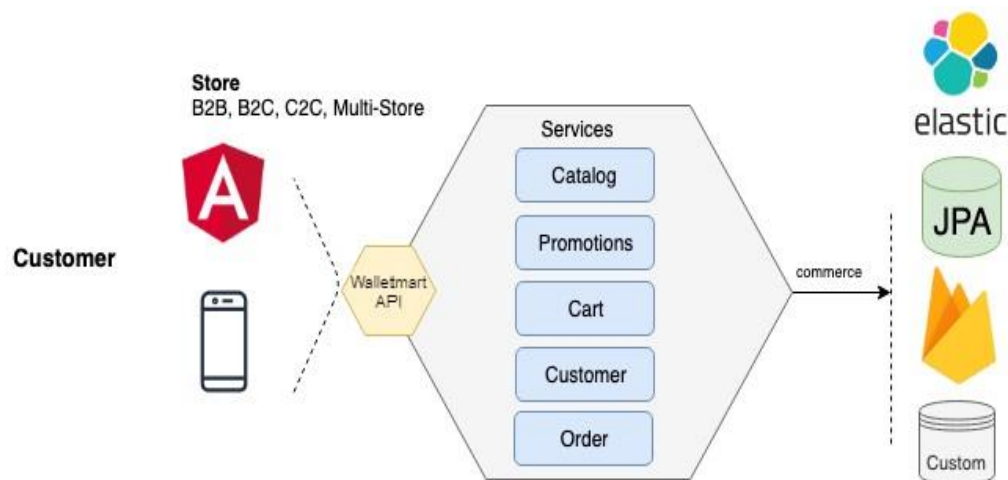 Store
B2B, B2C, C2C, Multi-Store
Customer
Walletmart
API
Services
Catalog
Promotions
Cart
Customer
Order
commerce
elastic
JPA
Custom